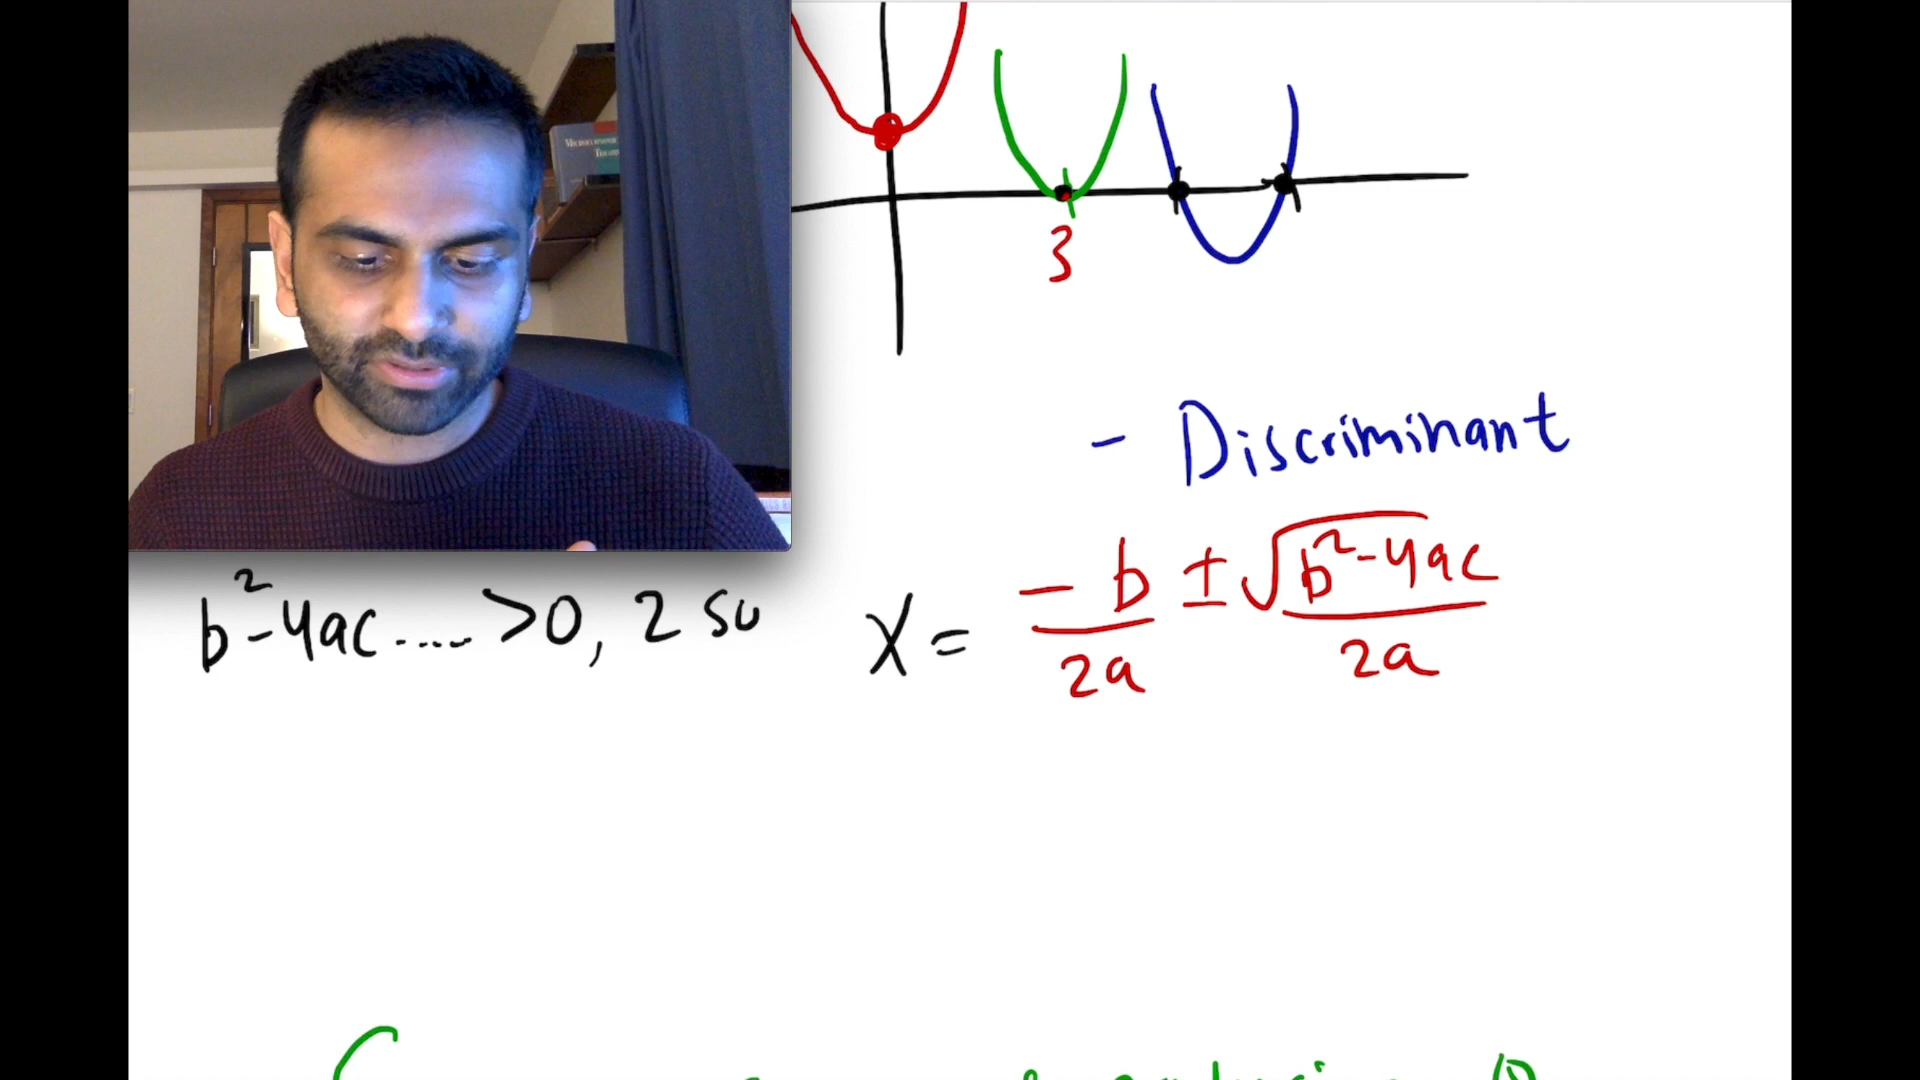 3
- Discriminant
b²-4ac.... >0, 2 so
x = -b/2a ± √b²-4ac/2a